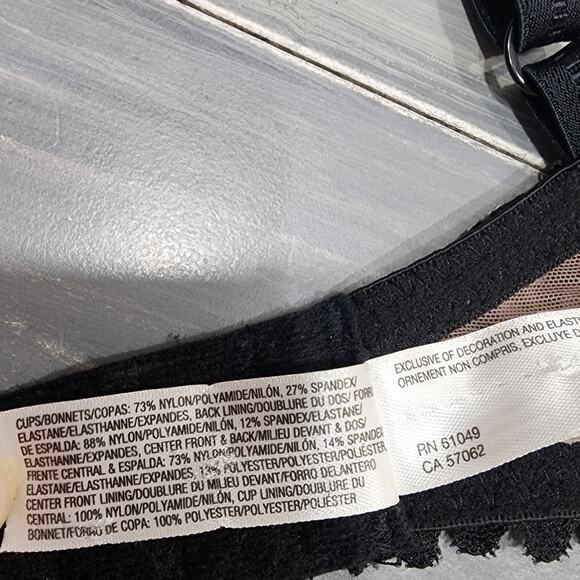 CUPS/BONNETS/COPAS: 73% NYLON/POLYAMIDE/NILÓN, 27% SPANDEX/
ELASTANE/ELASTHANNE/EXPANDES, BACK LINING/DOUBLURE DU DOS/ FORRO
DE ESPALDA: 88% NYLON/POLYAMIDE/NILÓN, 12% SPANDEX/ELASTANE/
ELASTHANNE/EXPANDES, CENTER FRONT & BACK/MILIEU DEVANT & DOS/
FRENTE CENTRAL & ESPALDA: 73% NYLON/POLYAMIDE/NILÓN, 14% SPANDEX/
ELASTANE/ELASTHANNE/EXPANDES, 13% POLYESTER/POLYESTER/POLIÉSTER
CENTER FRONT LINING/DOUBLURE DU MILIEU DEVANT/FORRO DELANTERO
CENTRAL: 100% NYLON/POLYAMIDE/NILÓN, CUP LINING/DOUBLURE DU
BONNET/FORRO DE COPA: 100% POLYESTER/POLYESTER/POLIÉSTER
EXCLUSIVE OF DECORATION AND ELAST
ORNEMENT NON COMPRIS, EXCLUYE D
RN 61049
CA 57062